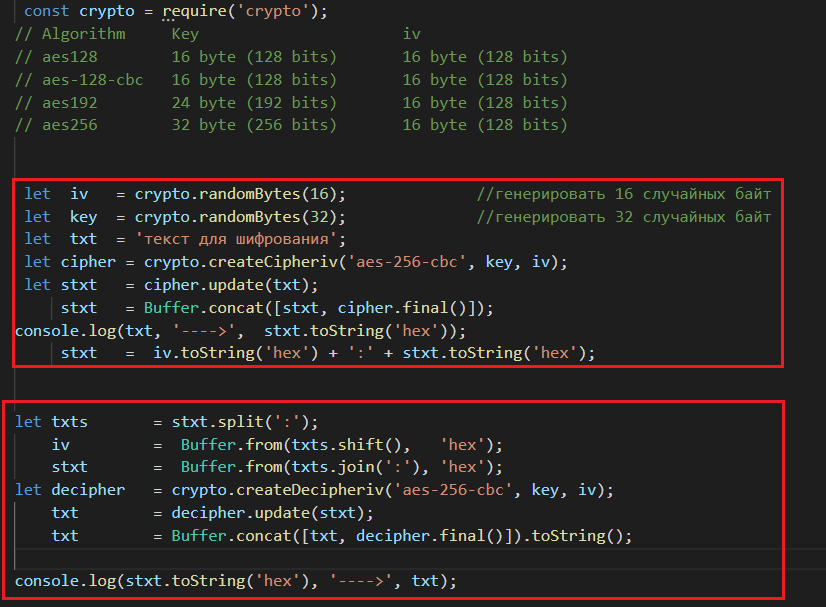 const crypto = require('crypto');
// Algorithm     Key                      iv
// aes128        16 byte (128 bits)       16 byte (128 bits)
// aes-128-cbc   16 byte (128 bits)       16 byte (128 bits)
// aes192        24 byte (192 bits)       16 byte (128 bits)
// aes256        32 byte (256 bits)       16 byte (128 bits)
let  iv   = crypto.randomBytes(16);              //генерировать 16 случайных байт
let  key  = crypto.randomBytes(32);              //генерировать 32 случайных байт
let  txt  = 'текст для шифрования';
let cipher = crypto.createCipheriv('aes-256-cbc', key, iv);
let stxt   = cipher.update(txt);
    stxt   = Buffer.concat([stxt, cipher.final()]);
console.log(txt, '---->',  stxt.toString('hex'));
    stxt   =  iv.toString('hex') + ':' + stxt.toString('hex');
let txts       = stxt.split(':');
    iv         =  Buffer.from(txts.shift(),   'hex');
    stxt       =  Buffer.from(txts.join(':'), 'hex');
let decipher   = crypto.createDecipheriv('aes-256-cbc', key, iv);
    txt        = decipher.update(stxt);
    txt        = Buffer.concat([txt, decipher.final()]).toString();
console.log(stxt.toString('hex'), '---->', txt);